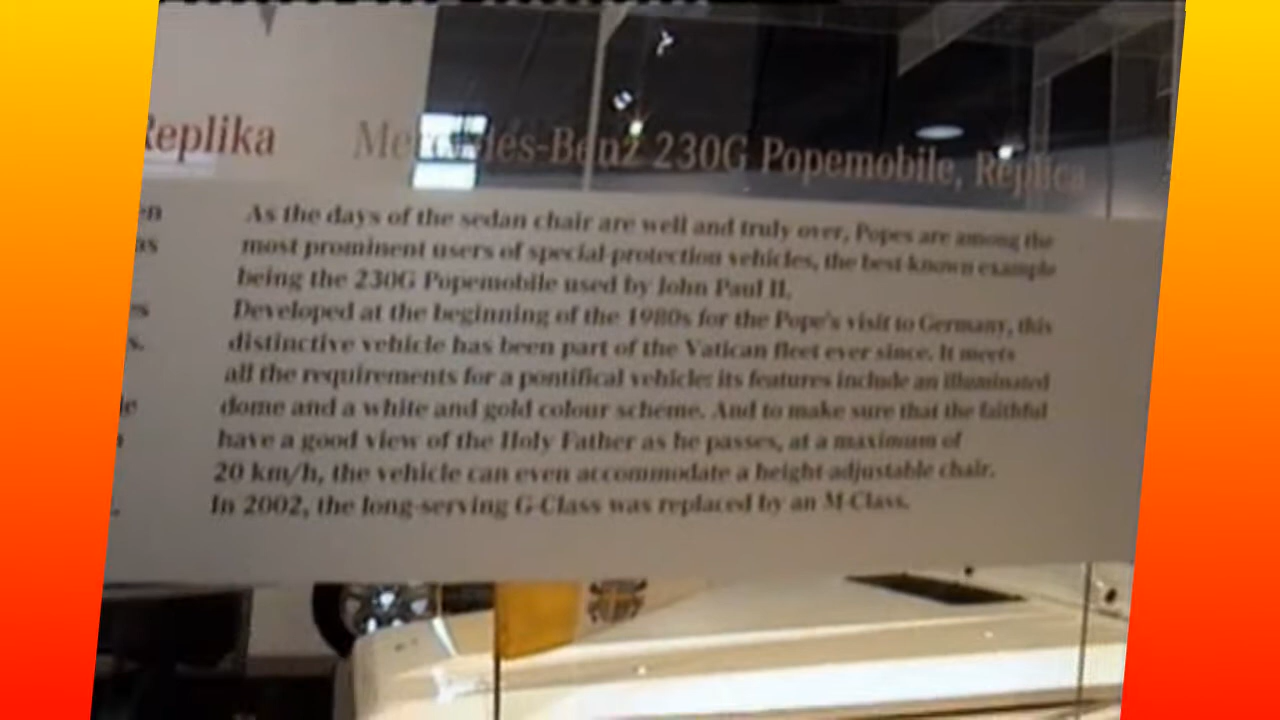 Replika
Mercedes-Benz 230G Popemobile, Replica
As the days of the sedan chair are well and truly over, Popes are among the
most prominent users of special-protection vehicles, the best-known example
being the 230G Popemobile used by John Paul II.
Developed at the beginning of the 1980s for the Pope's visit to Germany, this
distinctive vehicle has been part of the Vatican fleet ever since. It meets
all the requirements for a pontifical vehicle: its features include an illuminated
dome and a white and gold colour scheme. And to make sure that the faithful
have a good view of the Holy Father as he passes, at a maximum of
20 km/h, the vehicle can even accommodate a height-adjustable chair.
In 2002, the long-serving G-Class was replaced by an M-Class.